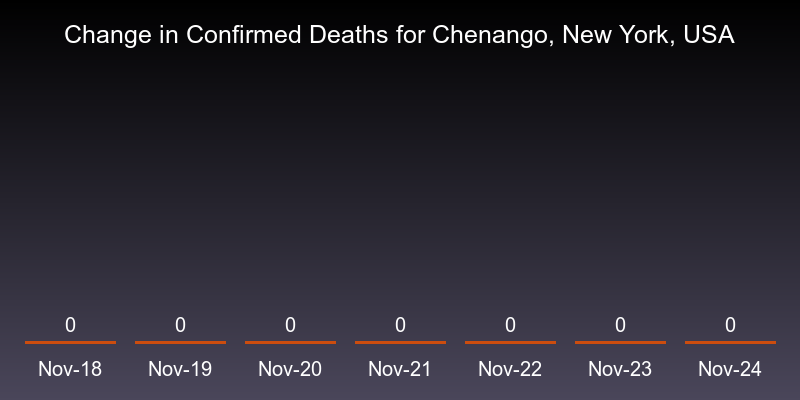 Change in Confirmed Deaths for Chenango, New York, USA
0 0 0 0 0 0 0
Nov-18 Nov-19 Nov-20 Nov-21 Nov-22 Nov-23 Nov-24